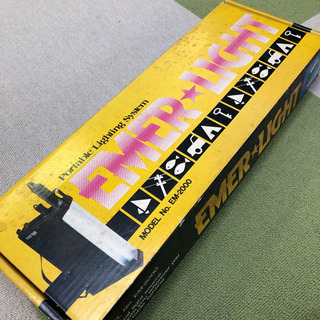 Portable Lighting System
EMER★LIGHT
MODEL No. EM-2000
EMER★LIGHT